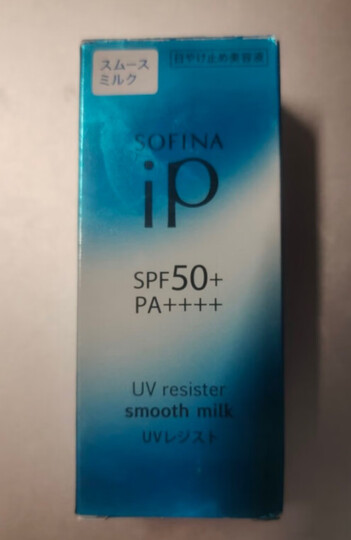 スムース
ミルク
日やけ止め美容液
SOFINA
iP
SPF50+
PA++++
UV resister
smooth milk
UVレジスト